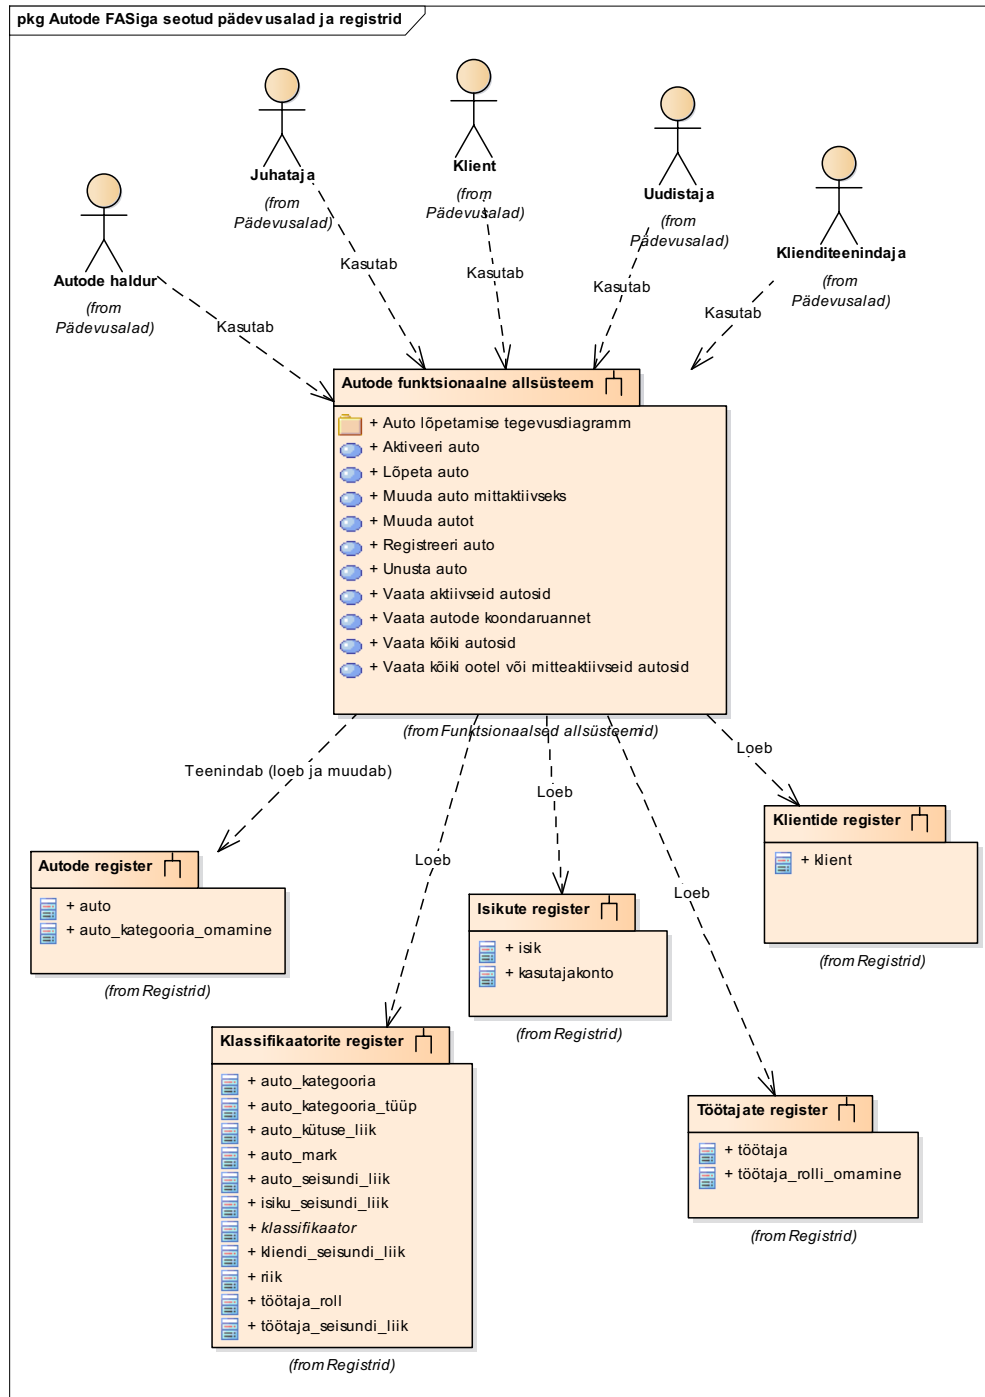 pkg Autode FASiga seotud pädevusalad ja registrid
Juhataja
(from
Pädevusalad)
Klient
(from
Pädevusalad)
Uudistaja
(from
Pädevusalad)
Klienditeenindaja
(from
Pädevusalad)
Autode haldur
(from
Pädevusalad)
Kasutab
Kasutab
Kasutab
Kasutab
Kasutab
Autode funktsionaalne allsüsteem
+ Auto lõpetamise tegevusdiagramm
+ Aktiveeri auto
+ Lõpeta auto
+ Muuda auto mittaktiivseks
+ Muuda autot
+ Registreeri auto
+ Unusta auto
+ Vaata aktiivseid autosid
+ Vaata autode koondaruannet
+ Vaata kõiki autosid
+ Vaata kõiki ootel või mitteaktiivseid autosid
(from Funktsionaalsed allsüsteemid)
Teenindab (loeb ja muudab)
Loeb
Loeb
Loeb
Loeb
Klientide register
+ klient
(from Registrid)
Autode register
+ auto
+ auto_kategooria_omamine
(from Registrid)
Isikute register
+ isik
+ kasutajakonto
(from Registrid)
Klassifikaatorite register
+ auto_kategooria
+ auto_kategooria_tüüp
+ auto_kütuse_liik
+ auto_mark
+ auto_seisundi_liik
+ isiku_seisundi_liik
+ klassifikaator
+ kliendi_seisundi_liik
+ riik
+ töötaja_roll
+ töötaja_seisundi_liik
(from Registrid)
Töötajate register
+ töötaja
+ töötaja_rolli_omamine
(from Registrid)